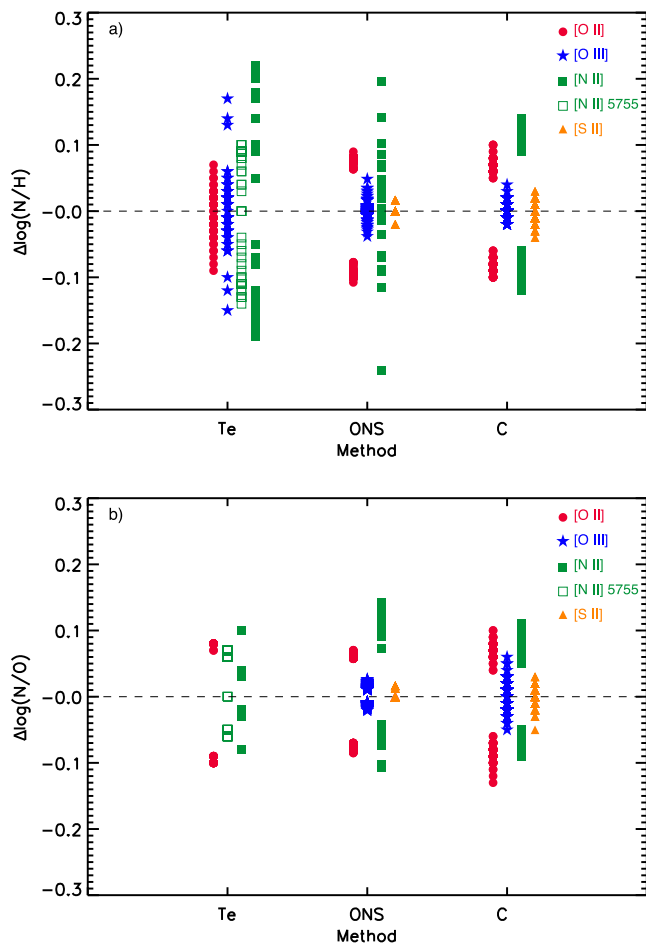 a)
[O II]
[O III]
[N II]
[N II] 5755
[S II]
0.3
0.2
0.1
-0.0
-0.1
-0.2
-0.3
Δlog(N/H)
Te ONS C
Method
b)
[O II]
[O III]
[N II]
[N II] 5755
[S II]
0.3
0.2
0.1
-0.0
-0.1
-0.2
-0.3
Δlog(N/O)
Te ONS C
Method